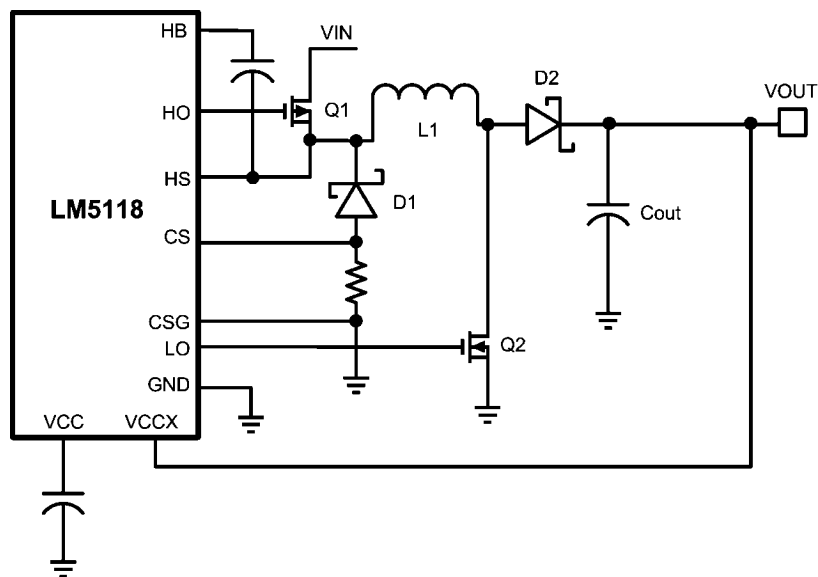 HB
VIN
D2
VOUT
HO
Q1
L1
HS
LM5118
D1
CS
Cout
CSG
LO
Q2
GND
VCC
VCCX